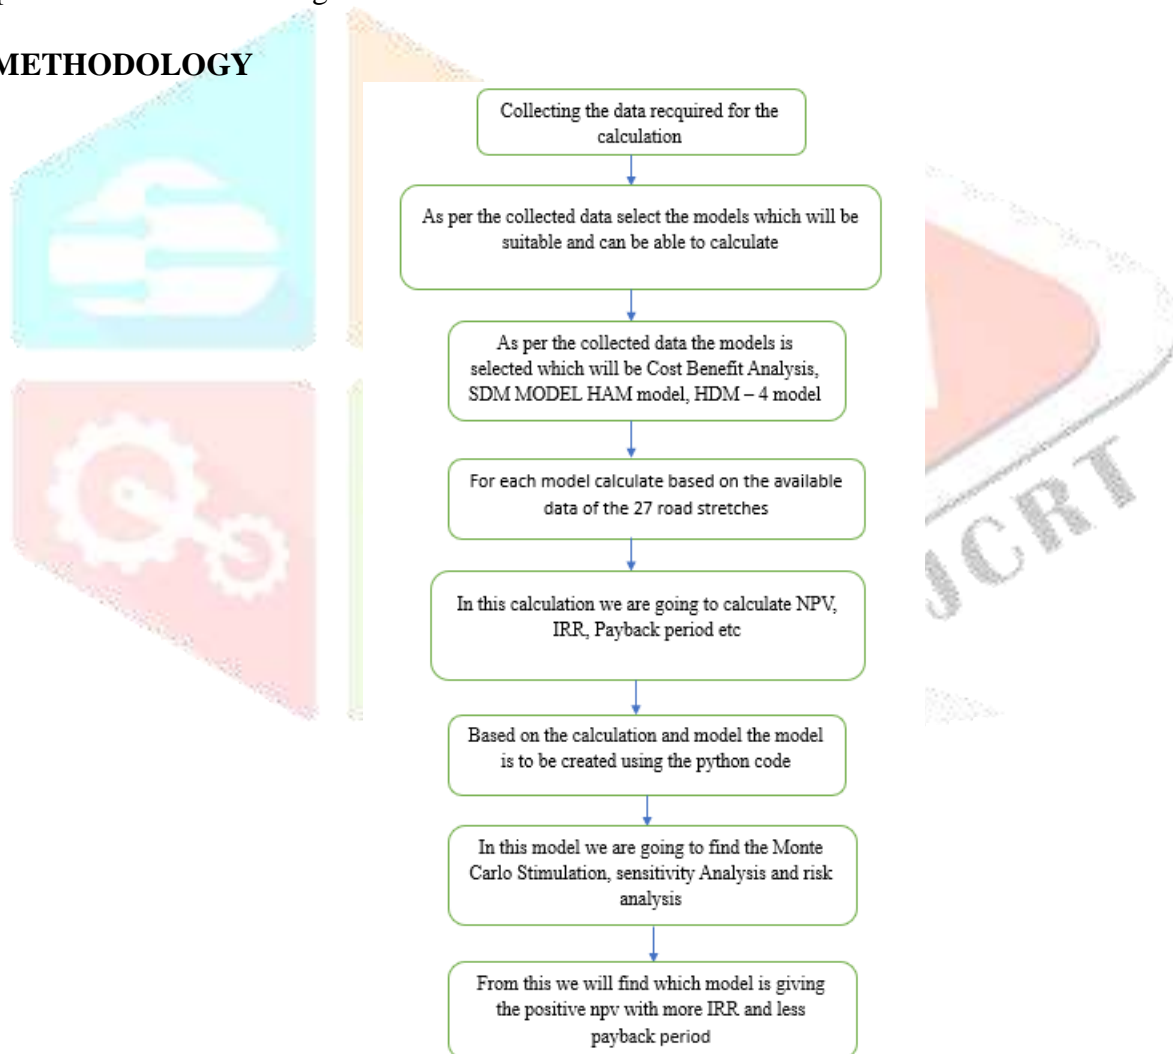 METHODOLOGY
Collecting the data recquired for the
calculation
As per the collected data select the models which will be
suitable and can be able to calculate
As per the collected data the models is
selected which will be Cost Benefit Analysis,
SDM MODEL HAM model, HDM – 4 model
For each model calculate based on the available
data of the 27 road stretches
In this calculation we are going to calculate NPV,
IRR, Payback period etc
Based on the calculation and model the model
is to be created using the python code
In this model we are going to find the Monte
Carlo Stimulation, sensitivity Analysis and risk
analysis
From this we will find which model is giving
the positive npv with more IRR and less
payback period
JCRT